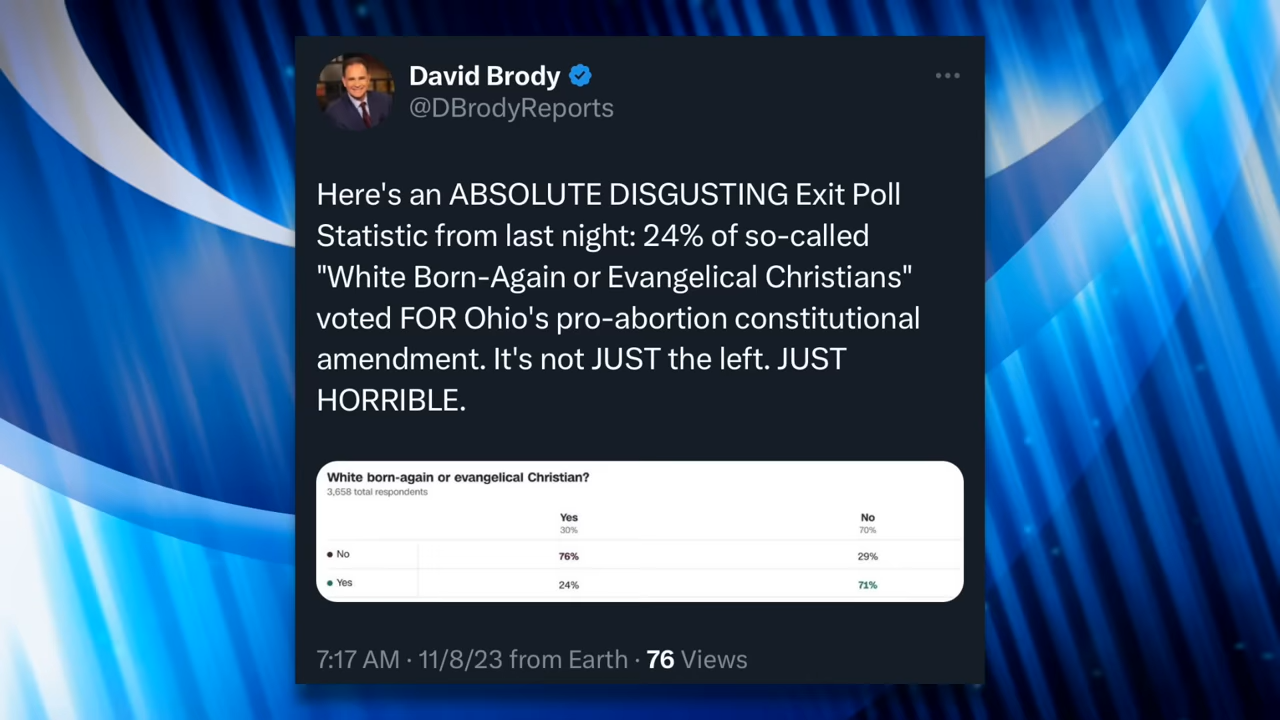 David Brody
@DBrodyReports
Here's an ABSOLUTE DISGUSTING Exit Poll
Statistic from last night: 24% of so-called
"White Born-Again or Evangelical Christians"
voted FOR Ohio's pro-abortion constitutional
amendment. It's not JUST the left. JUST
HORRIBLE.
White born-again or evangelical Christian?
3,658 total respondents
Yes No
30% 70%
No 76% 29%
Yes 24% 71%
7:17 AM · 11/8/23 from Earth · 76 Views